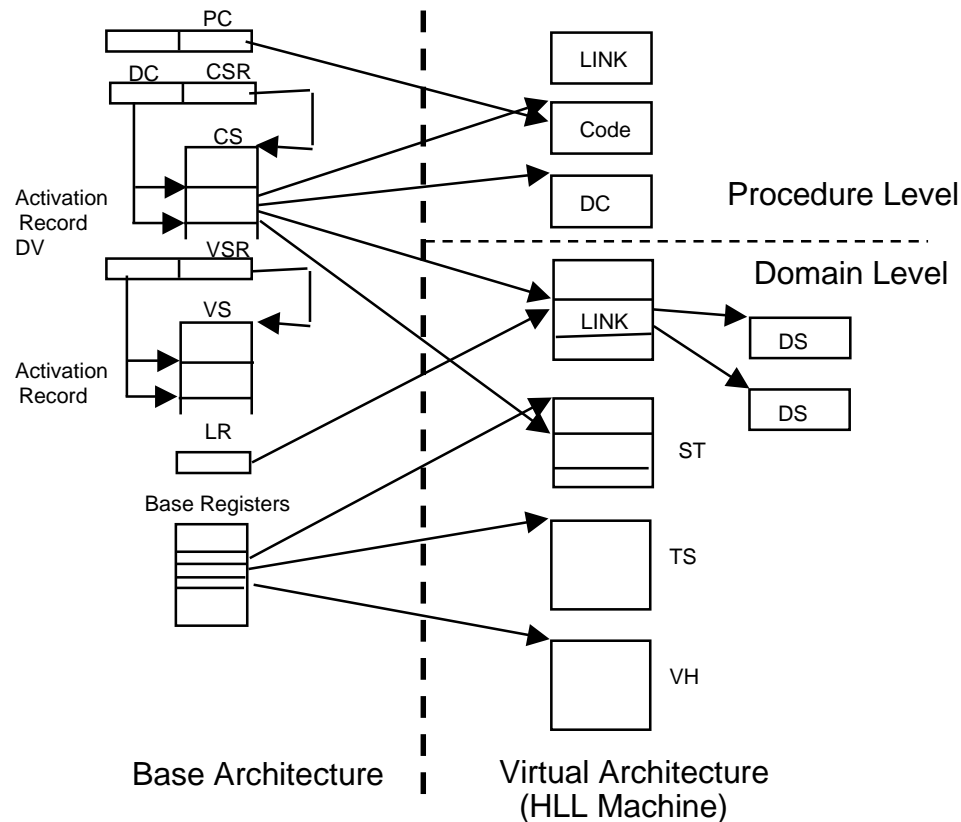 PC
DC CSR
CS
Activation
Record
DV
VSR
VS
Activation
Record
LR
Base Registers
Base Architecture
LINK
Code
DC
Procedure Level
Domain Level
LINK
DS
DS
ST
TS
VH
Virtual Architecture
(HLL Machine)